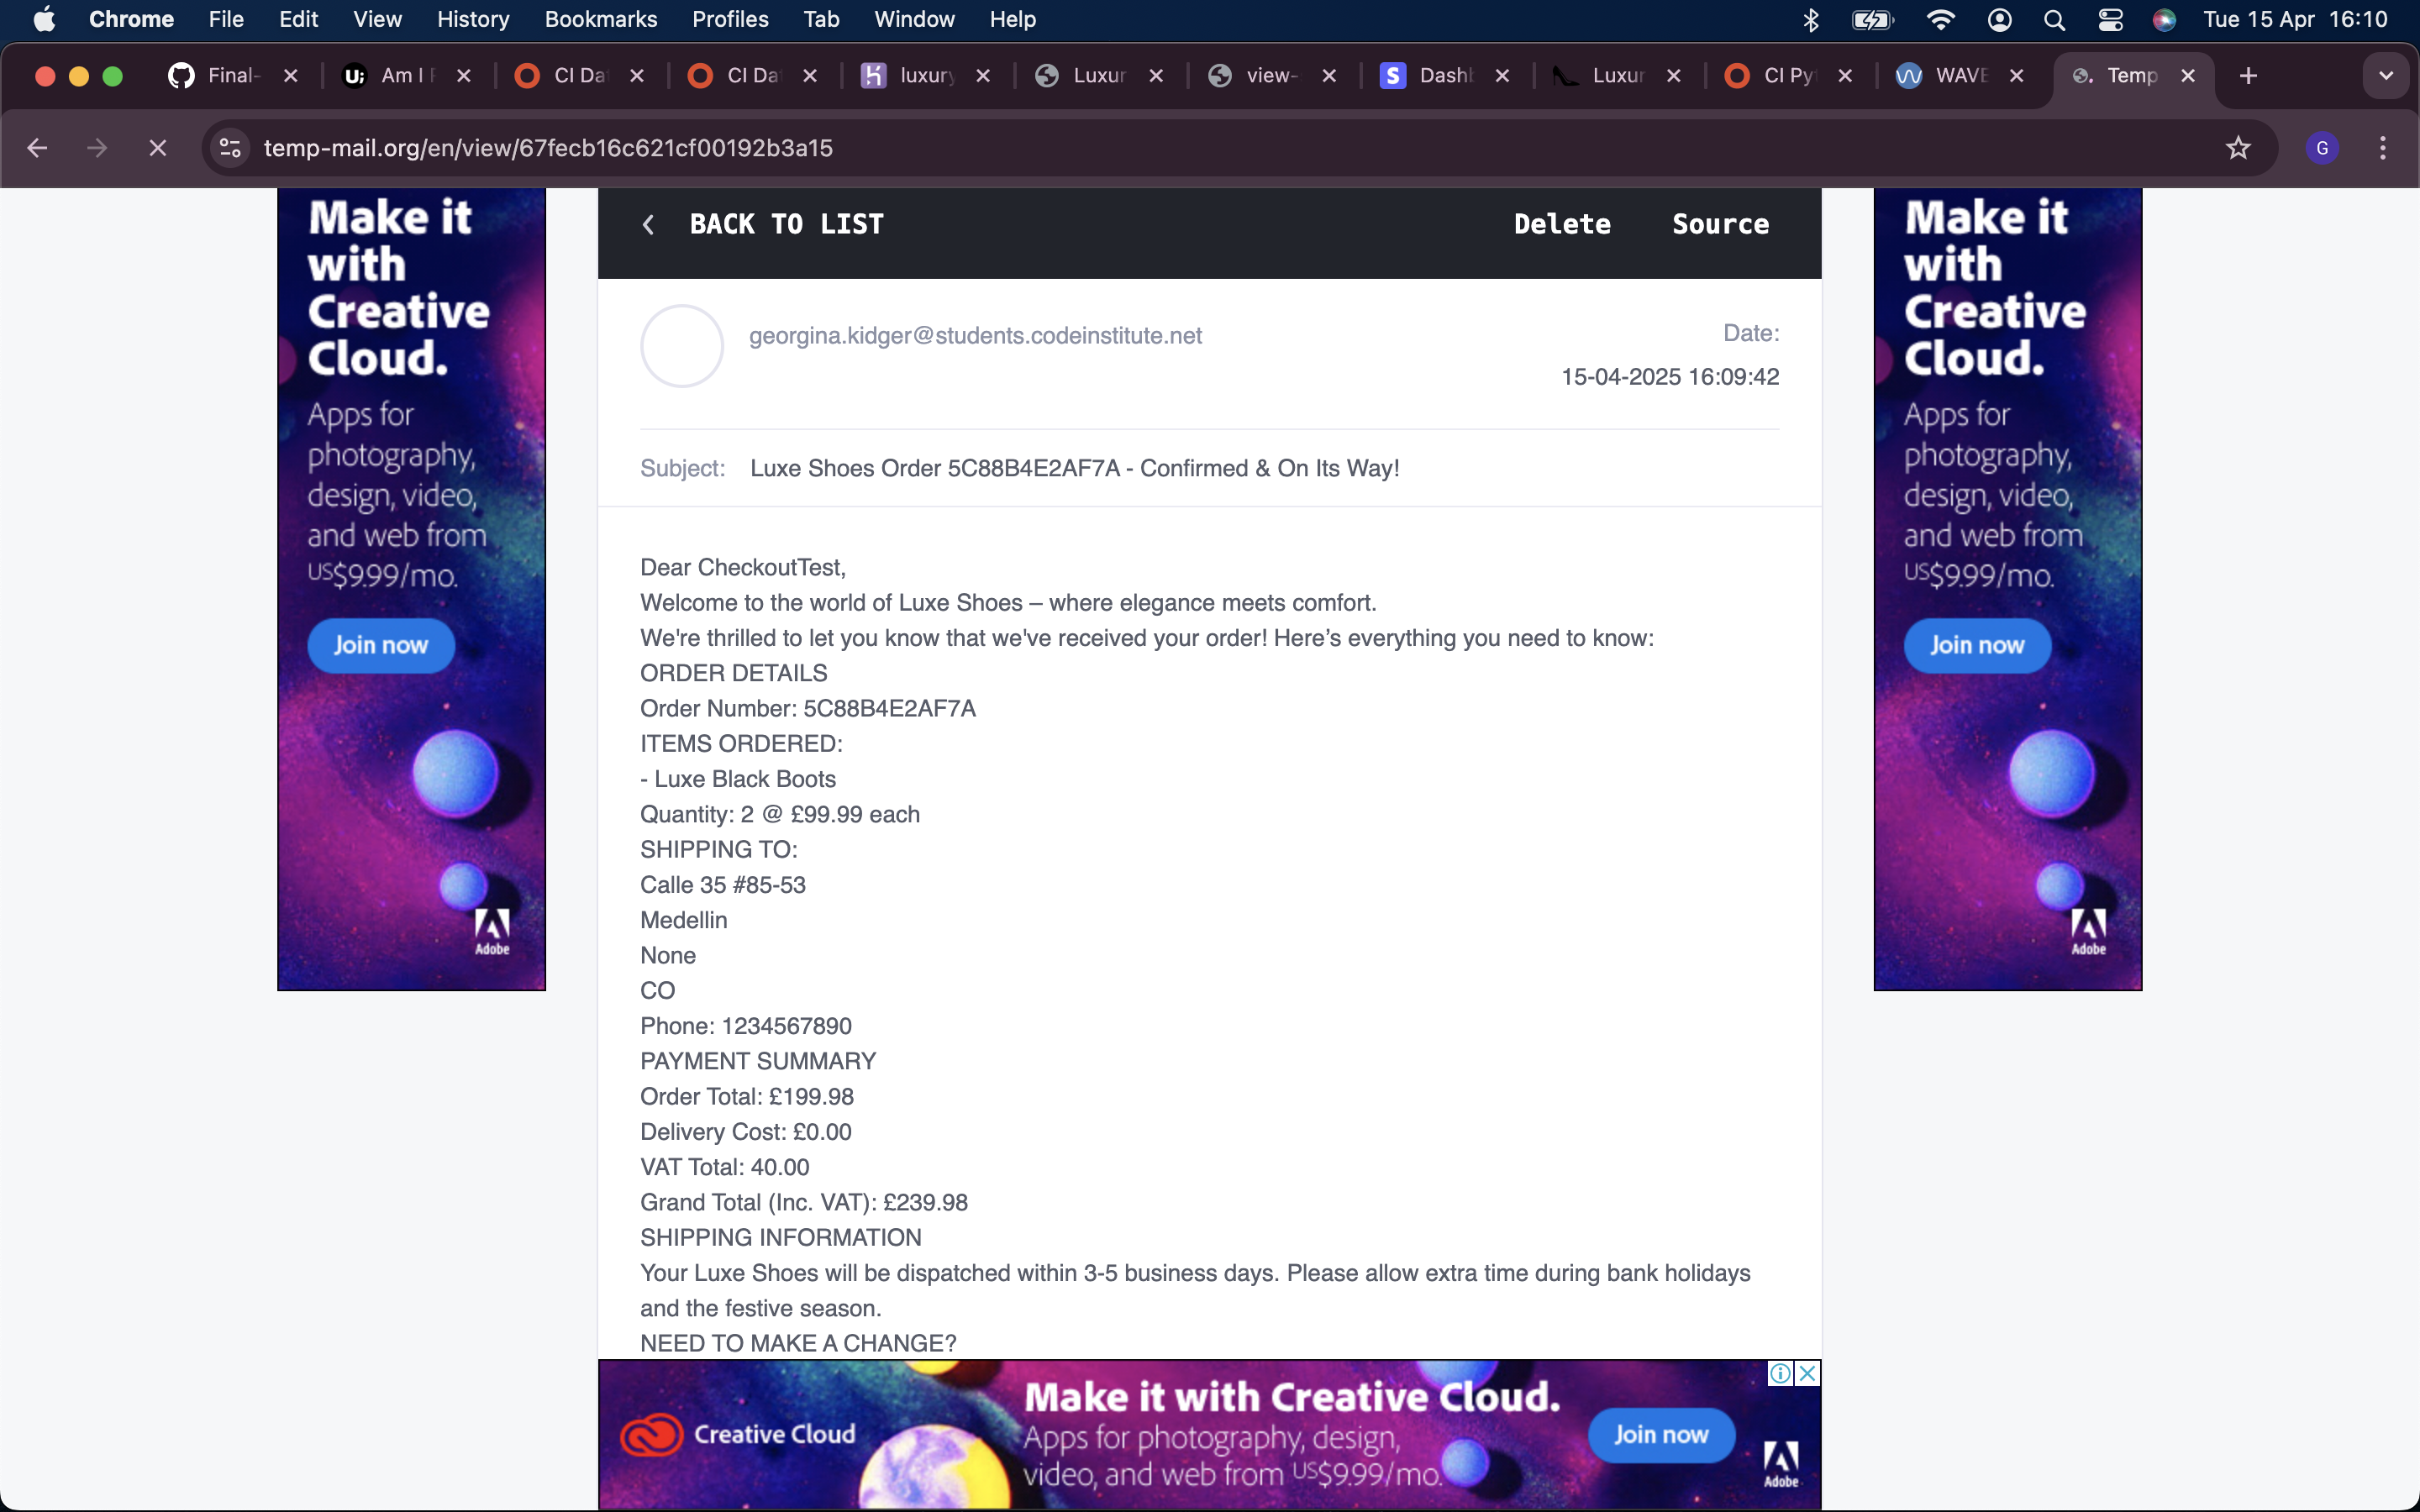 Chrome File Edit View History Bookmarks Profiles Tab Window Help Tue 15 Apr 16:10
Final- Am I CI Da CI Da luxury Luxur view- Dash Luxur CI Py WAVE Temp
temp-mail.org/en/view/67fecb16c621cf00192b3a15 G
Make it
with
Creative
Cloud.
Apps for
photography,
design, video,
and web from
US$9.99/mo.
Join now
Adobe
BACK TO LIST Delete Source
georgina.kidger@students.codeinstitute.net Date:
15-04-2025 16:09:42
Subject: Luxe Shoes Order 5C88B4E2AF7A - Confirmed & On Its Way!
Dear CheckoutTest,
Welcome to the world of Luxe Shoes – where elegance meets comfort.
We're thrilled to let you know that we've received your order! Here’s everything you need to know:
ORDER DETAILS
Order Number: 5C88B4E2AF7A
ITEMS ORDERED:
- Luxe Black Boots
Quantity: 2 @ £99.99 each
SHIPPING TO:
Calle 35 #85-53
Medellin
None
CO
Phone: 1234567890
PAYMENT SUMMARY
Order Total: £199.98
Delivery Cost: £0.00
VAT Total: 40.00
Grand Total (Inc. VAT): £239.98
SHIPPING INFORMATION
Your Luxe Shoes will be dispatched within 3-5 business days. Please allow extra time during bank holidays
and the festive season.
NEED TO MAKE A CHANGE?
Make it
with
Creative
Cloud.
Apps for
photography,
design, video,
and web from
US$9.99/mo.
Join now
Adobe
Creative Cloud
Make it with Creative Cloud.
Apps for photography, design,
video, and web from US$9.99/mo.
Join now
Adobe